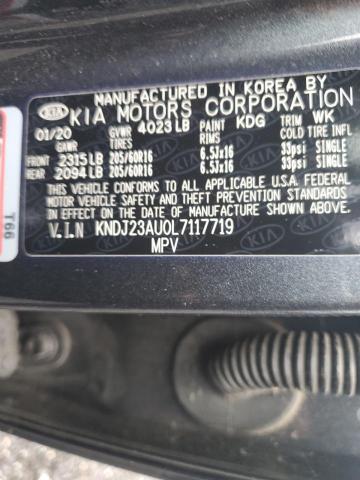 MANUFACTURED IN KOREA BY
KIA KIA MOTORS CORPORATION
01/20 GVWR 4023 LB PAINT KDG TRIM WK
TIRES RIMS COLD TIRE INFL
FRONT 2315 LB 205/60R16 6.5Jx16 33psi SINGLE
REAR 2094 LB 205/60R16 6.5Jx16 33psi SINGLE
THIS VEHICLE CONFORMS TO ALL APPLICABLE U.S.A. FEDERAL
MOTOR VEHICLE SAFETY, BUMPER, AND THEFT PREVENTION STANDARDS
IN EFFECT ON THE DATE OF MANUFACTURE SHOWN ABOVE.
V.I.N KNDJ23AU0L7117719
MPV
T66